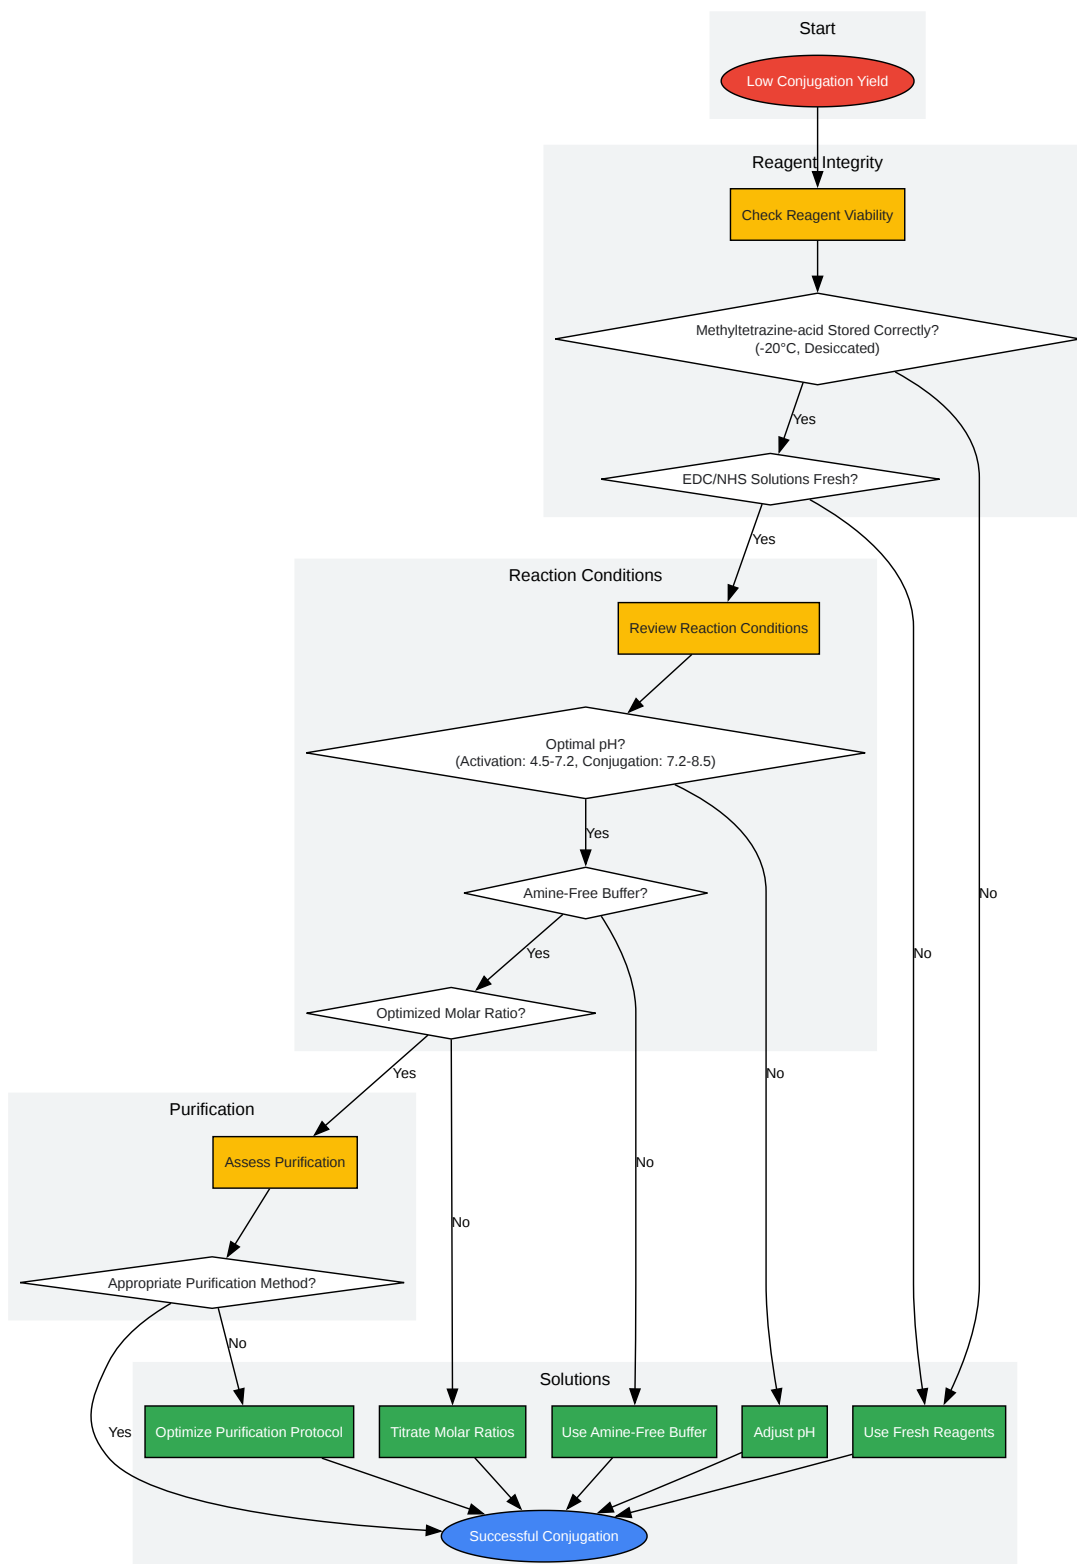 Start
Low Conjugation Yield
Reagent Integrity
Check Reagent Viability
Methyltetrazine-acid Stored Correctly?
(-20°C, Desiccated)
Yes
EDC/NHS Solutions Fresh?
Yes
Reaction Conditions
Review Reaction Conditions
Optimal pH?
(Activation: 4.5-7.2, Conjugation: 7.2-8.5)
Yes
No
Amine-Free Buffer?
Yes
No
Optimized Molar Ratio?
Yes
No
Purification
Assess Purification
No
No
Appropriate Purification Method?
No
Solutions
Yes
Optimize Purification Protocol
Titrate Molar Ratios
Use Amine-Free Buffer
Adjust pH
Use Fresh Reagents
Successful Conjugation